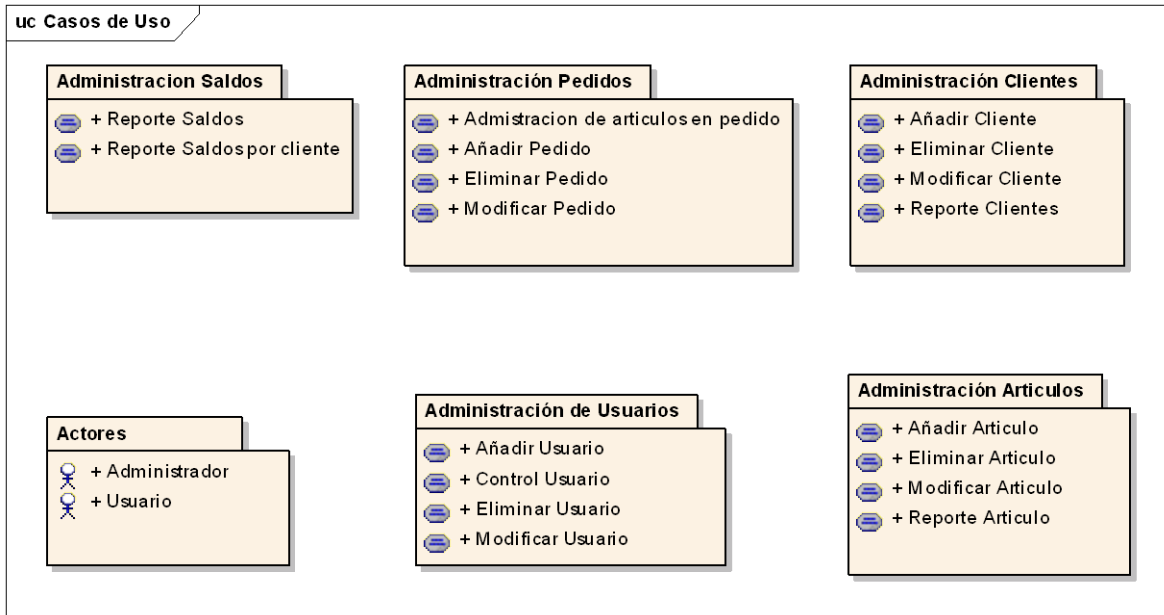 uc Casos de Uso
Administracion Saldos
+ Reporte Saldos
+ Reporte Saldos por cliente
Administración Pedidos
+ Admistracion de articulos en pedido
+ Añadir Pedido
+ Eliminar Pedido
+ Modificar Pedido
Administración Clientes
+ Añadir Cliente
+ Eliminar Cliente
+ Modificar Cliente
+ Reporte Clientes
Actores
+ Administrador
+ Usuario
Administración de Usuarios
+ Añadir Usuario
+ Control Usuario
+ Eliminar Usuario
+ Modificar Usuario
Administración Articulos
+ Añadir Articulo
+ Eliminar Articulo
+ Modificar Articulo
+ Reporte Articulo